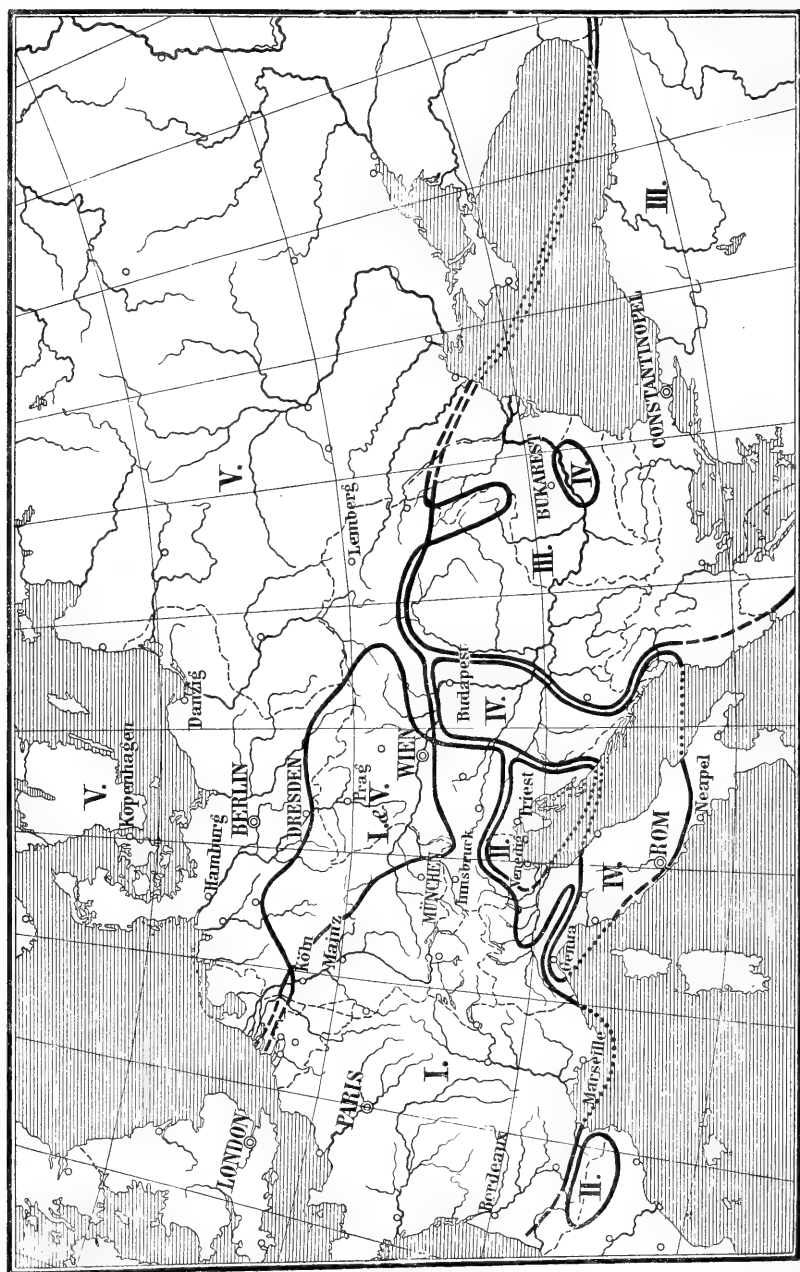 V.
Kopenhagen
Danzig
Hamburg
LONDON
BERLIN
V.
DRESDEN
Köln
Mainz
PARIS
Prag
Lemberg
I.&V.
WIEN
MÜNCHEN
I.
Innsbruck
Budapest
IV.
Bordeaux
II.
Venedig
Triest
III.
BUKAREST
IV
Genua
Marseille
II.
IV.
ROM
Neapel
CONSTANTINOPEL
III.